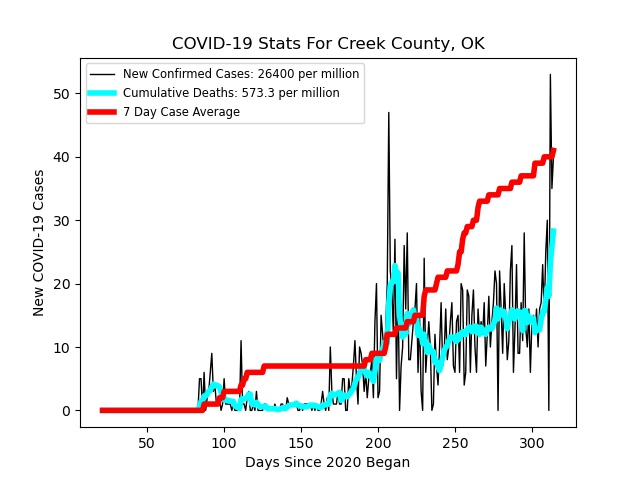 COVID-19 Stats For Creek County, OK
New Confirmed Cases: 26400 per million
Cumulative Deaths: 573.3 per million
7 Day Case Average
50
40
30
20
10
0
New COVID-19 Cases
50 100 150 200 250 300
Days Since 2020 Began